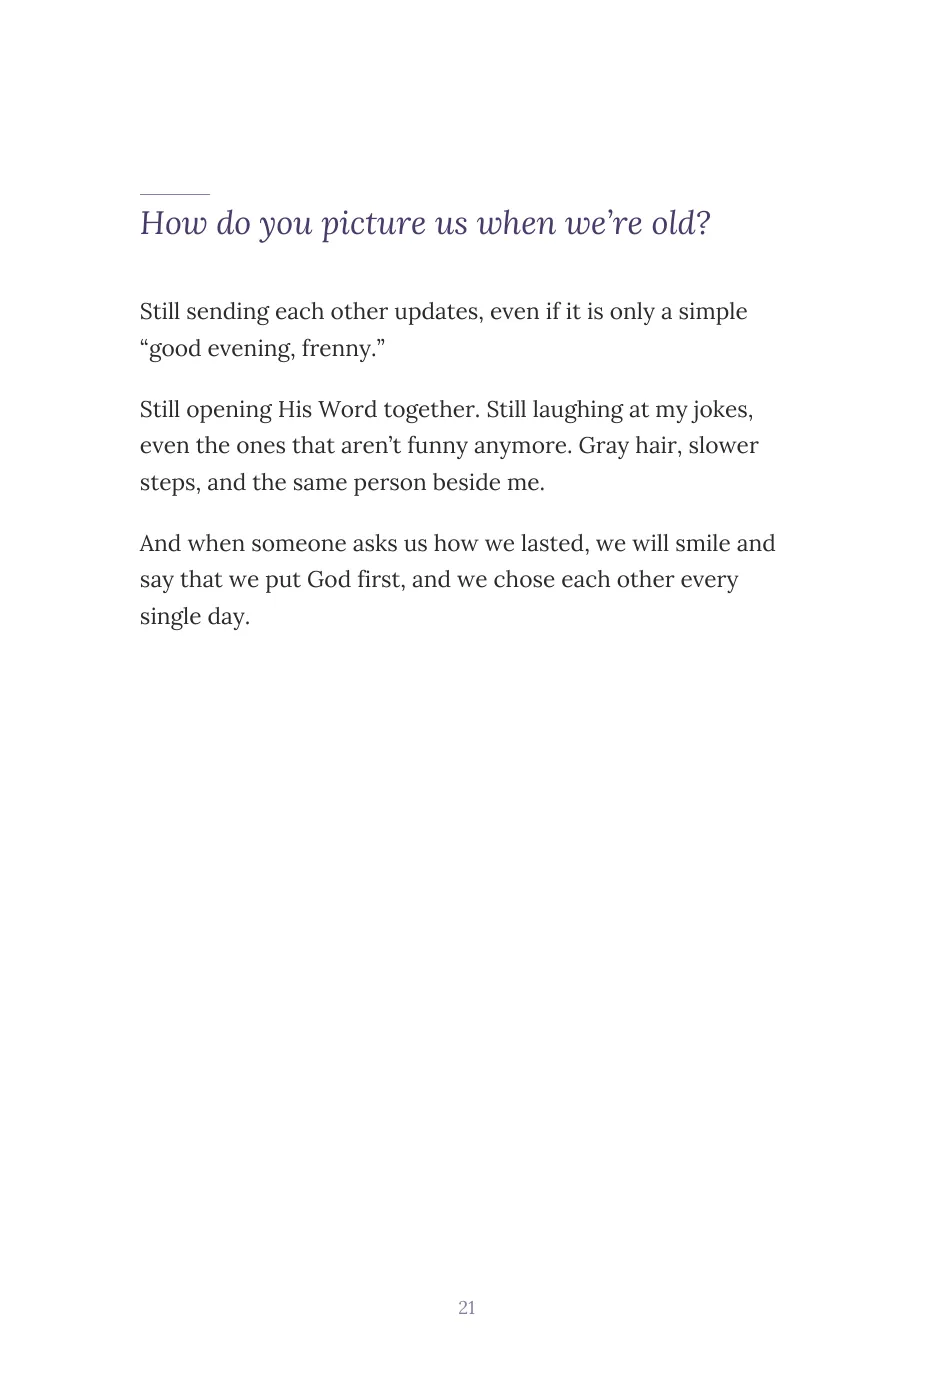 How do you picture us when we’re old?
Still sending each other updates, even if it is only a simple
“good evening, frenny.”
Still opening His Word together. Still laughing at my jokes,
even the ones that aren’t funny anymore. Gray hair, slower
steps, and the same person beside me.
And when someone asks us how we lasted, we will smile and
say that we put God first, and we chose each other every
single day.
21